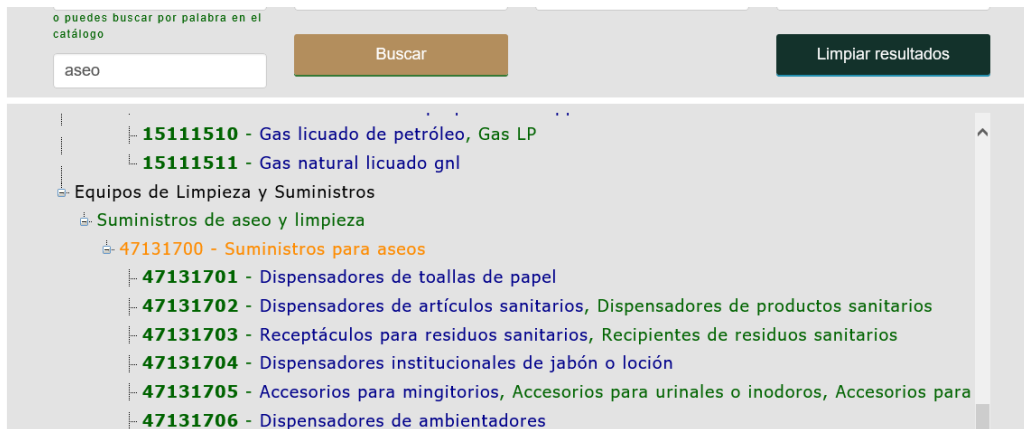 o puedes buscar por palabra en el
catálogo
aseo
Buscar
Limpiar resultados
15111510 - Gas licuado de petróleo, Gas LP
15111511 - Gas natural licuado gnl
Equipos de Limpieza y Suministros
Suministros de aseo y limpieza
47131700 - Suministros para aseos
47131701 - Dispensadores de toallas de papel
47131702 - Dispensadores de artículos sanitarios, Dispensadores de productos sanitarios
47131703 - Receptáculos para residuos sanitarios, Recipientes de residuos sanitarios
47131704 - Dispensadores institucionales de jabón o loción
47131705 - Accesorios para mingitorios, Accesorios para urinales o inodoros, Accesorios para
47131706 - Dispensadores de ambientadores